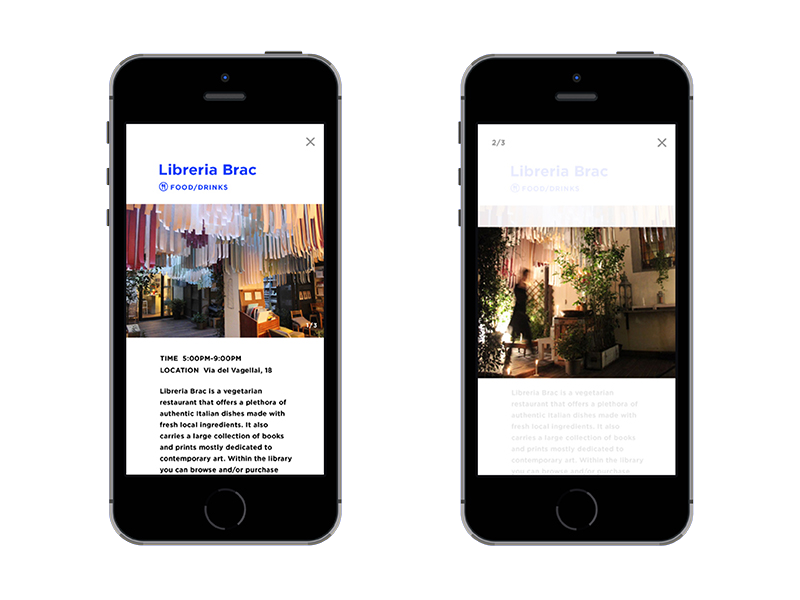 Libreria Brac
FOOD/DRINKS
1/3
TIME 5:00PM-9:00PM
LOCATION Via del Vagellai, 18
Libreria Brac is a vegetarian
restaurant that offers a plethora of
authentic Italian dishes made with
fresh local ingredients. It also
carries a large collection of books
and prints mostly dedicated to
contemporary art. Within the library
you can browse and/or purchase
2/3
Libreria Brac
FOOD/DRINKS
Libreria Brac is a vegetarian
restaurant that offers a plethora of
authentic Italian dishes made with
fresh local ingredients. It also
carries a large collection of books
and prints mostly dedicated to
contemporary art. Within the library
you can browse and/or purchase